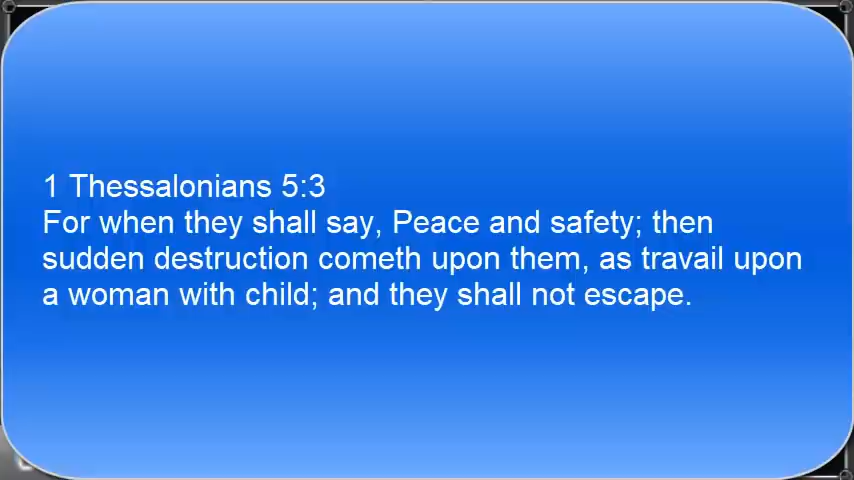 1 Thessalonians 5:3
For when they shall say, Peace and safety; then
sudden destruction cometh upon them, as travail upon
a woman with child; and they shall not escape.